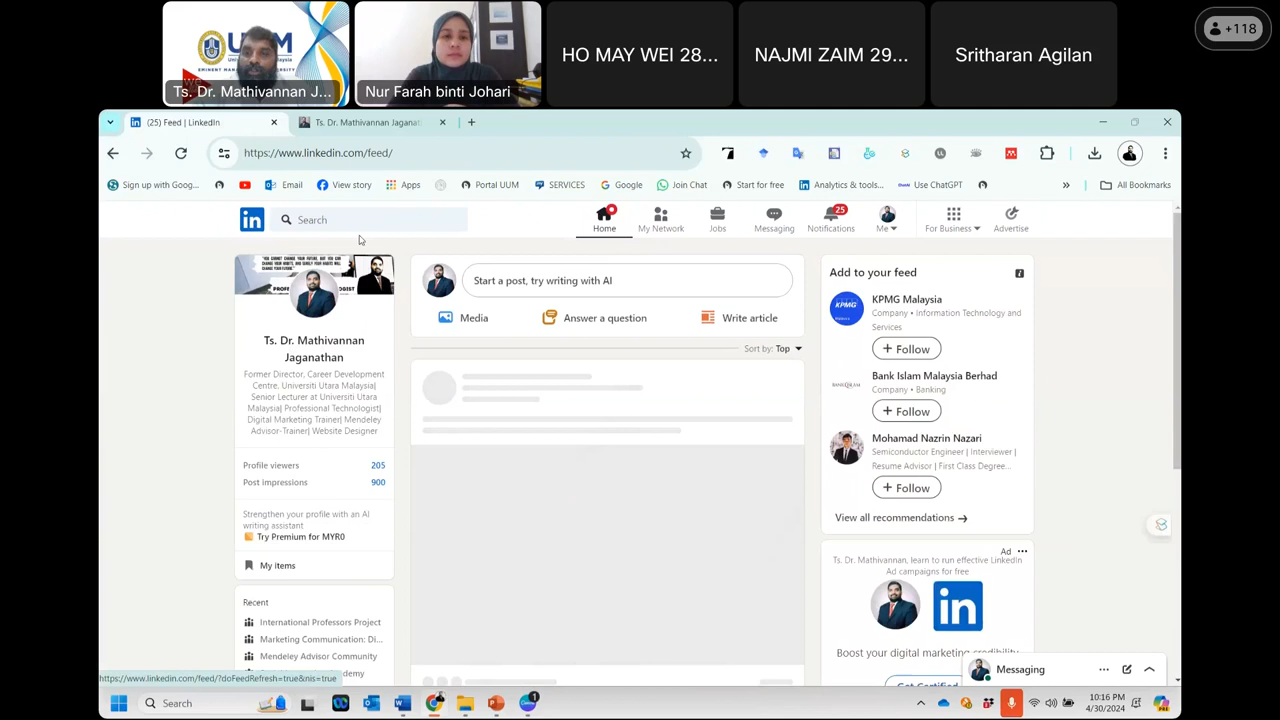 Ts. Dr. Mathivannan J...
Nur Farah binti Johari
HO MAY WEI 28...
NAJMI ZAIM 29...
Sritharan Agilan
+118
(25) Feed | LinkedIn
Ts. Dr. Mathivannan Jaganat
https://www.linkedin.com/feed/
Sign up with Goog...
Email
View story
Apps
Portal UUM
SERVICES
Google
Join Chat
Start for free
Analytics & tools...
Use ChatGPT
All Bookmarks
Search
Home
My Network
Jobs
Messaging
25
Notifications
Me
For Business
Advertise
Ts. Dr. Mathivannan
Jaganathan
Former Director, Career Development
Centre, Universiti Utara Malaysia|
Senior Lecturer at Universiti Utara
Malaysia| Professional Technologist|
Digital Marketing Trainer| Mendeley
Advisor-Trainer| Website Designer
Profile viewers 205
Post impressions 900
Strengthen your profile with an AI
writing assistant
Try Premium for MYR0
My items
Recent
International Professors Project
Marketing Communication: Di...
Mendeley Advisor Community
Start a post, try writing with AI
Media
Answer a question
Write article
Sort by: Top
Add to your feed
KPMG
KPMG Malaysia
Company • Information Technology and
Services
+ Follow
Bank Islam Malaysia Berhad
Company • Banking
+ Follow
Mohamad Nazrin Nazari
Semiconductor Engineer | Interviewer |
Resume Advisor | First Class Degree...
+ Follow
View all recommendations →
Ad
Ts. Dr. Mathivannan, learn to run effective LinkedIn
Ad campaigns for free
in
Boost your digital marketing credibility
Get Certified
Messaging
https://www.linkedin.com/feed/?doFeedRefresh=true&nis=true
Search
10:16 PM
4/30/2024